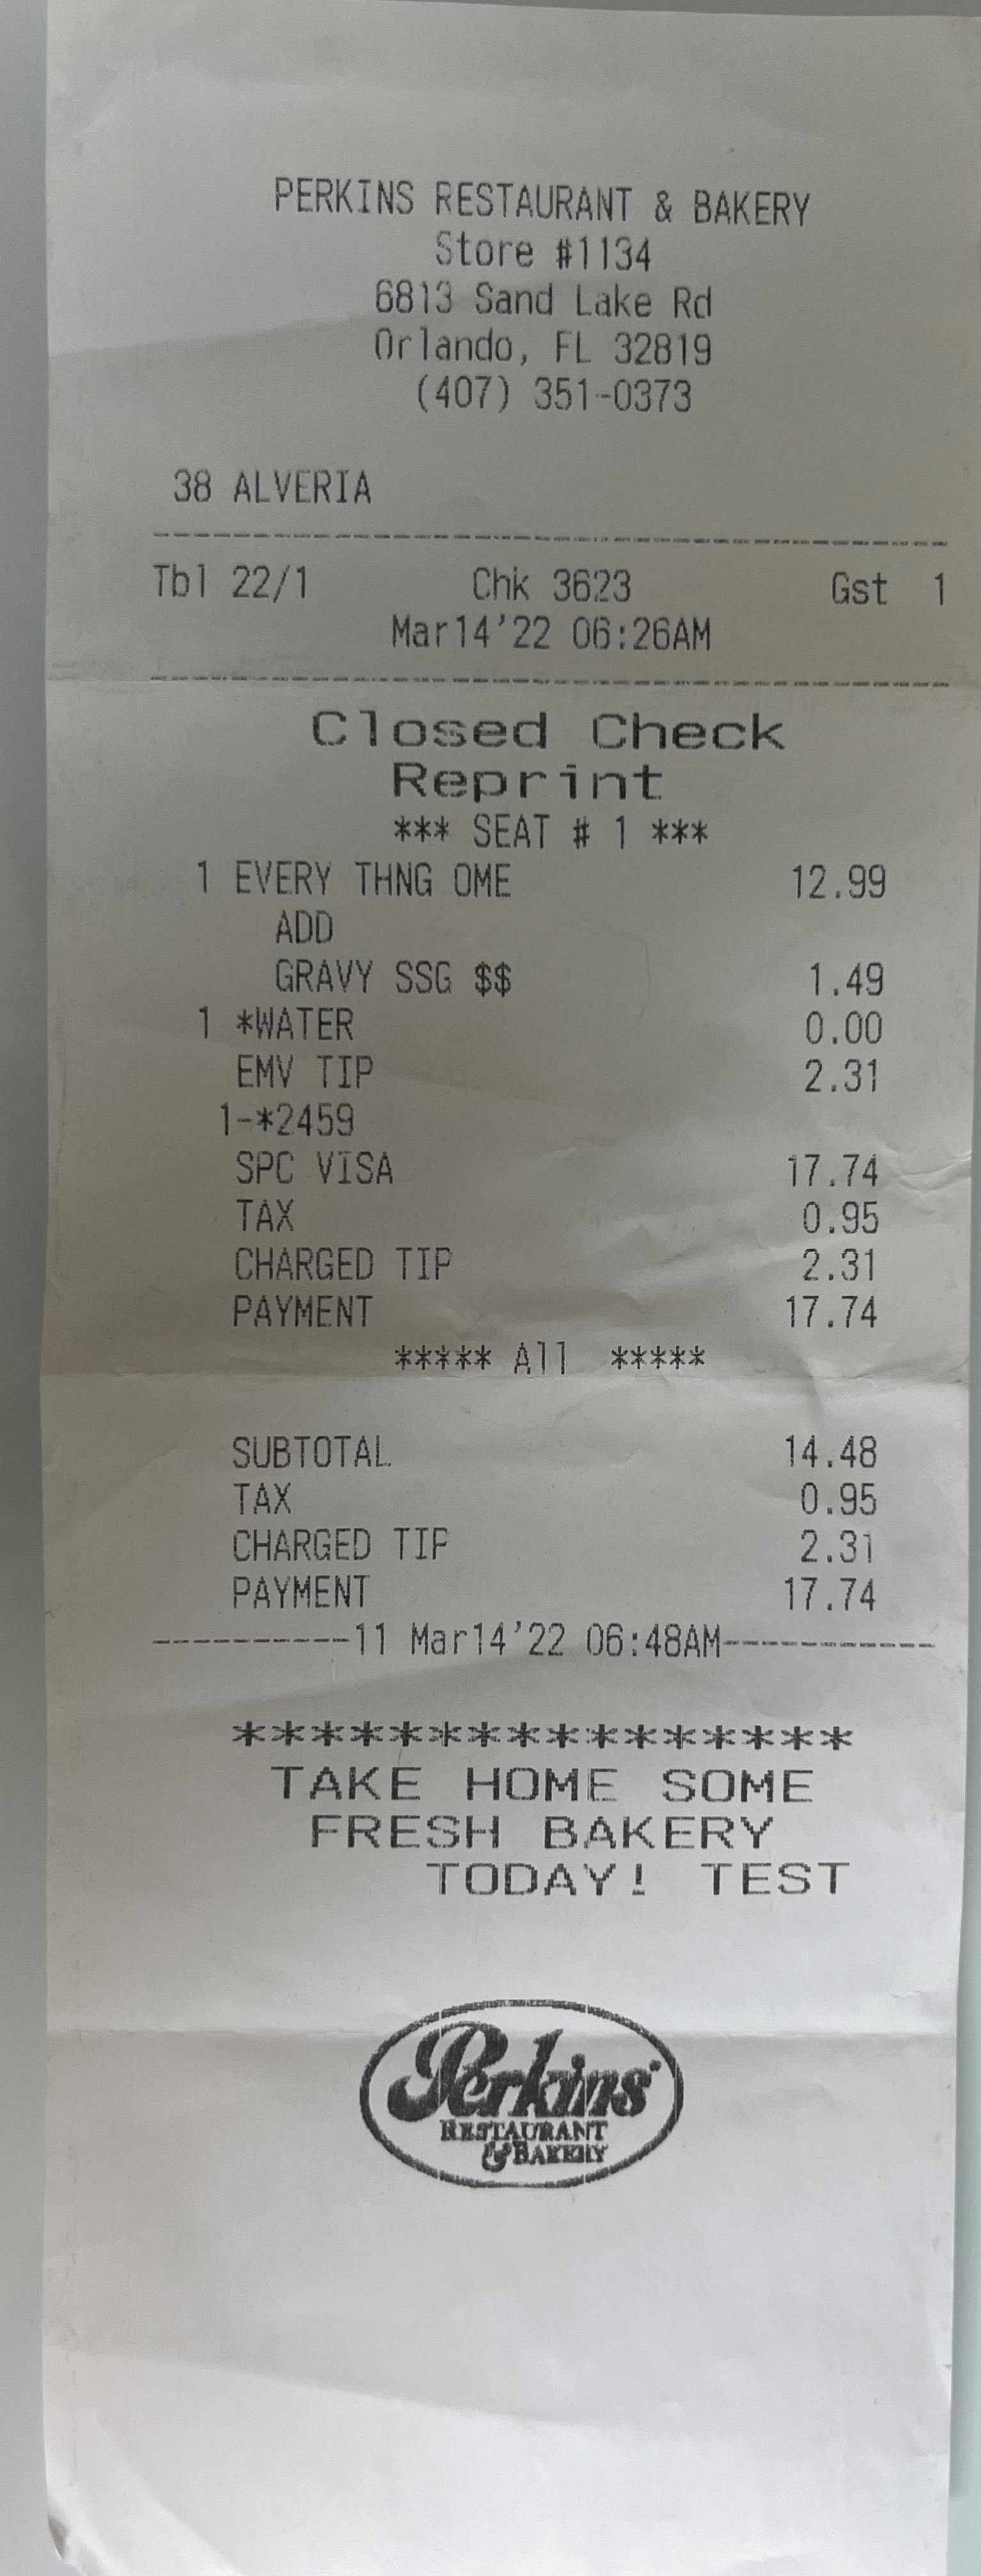 PERKINS RESTAURANT & BAKERY
Store #1134
6813 Sand Lake Rd
Orlando, FL 32819
(407) 351-0373
38 ALVERIA
Tbl 22/1 Chk 3623 Gst 1
Mar14'22 06:26AM
Closed Check
Reprint
*** SEAT # 1 ***
1 EVERY THNG OME 12.99
ADD
GRAVY SSG $$ 1.49
1 *WATER 0.00
EMV TIP 2.31
1-*2459
SPC VISA 17.74
TAX 0.95
CHARGED TIP 2.31
PAYMENT 17.74
***** All *****
SUBTOTAL 14.48
TAX 0.95
CHARGED TIP 2.31
PAYMENT 17.74
----------11 Mar14'22 06:48AM-----------
****************
TAKE HOME SOME
FRESH BAKERY
TODAY! TEST
Perkins
RESTAURANT
& BAKERY